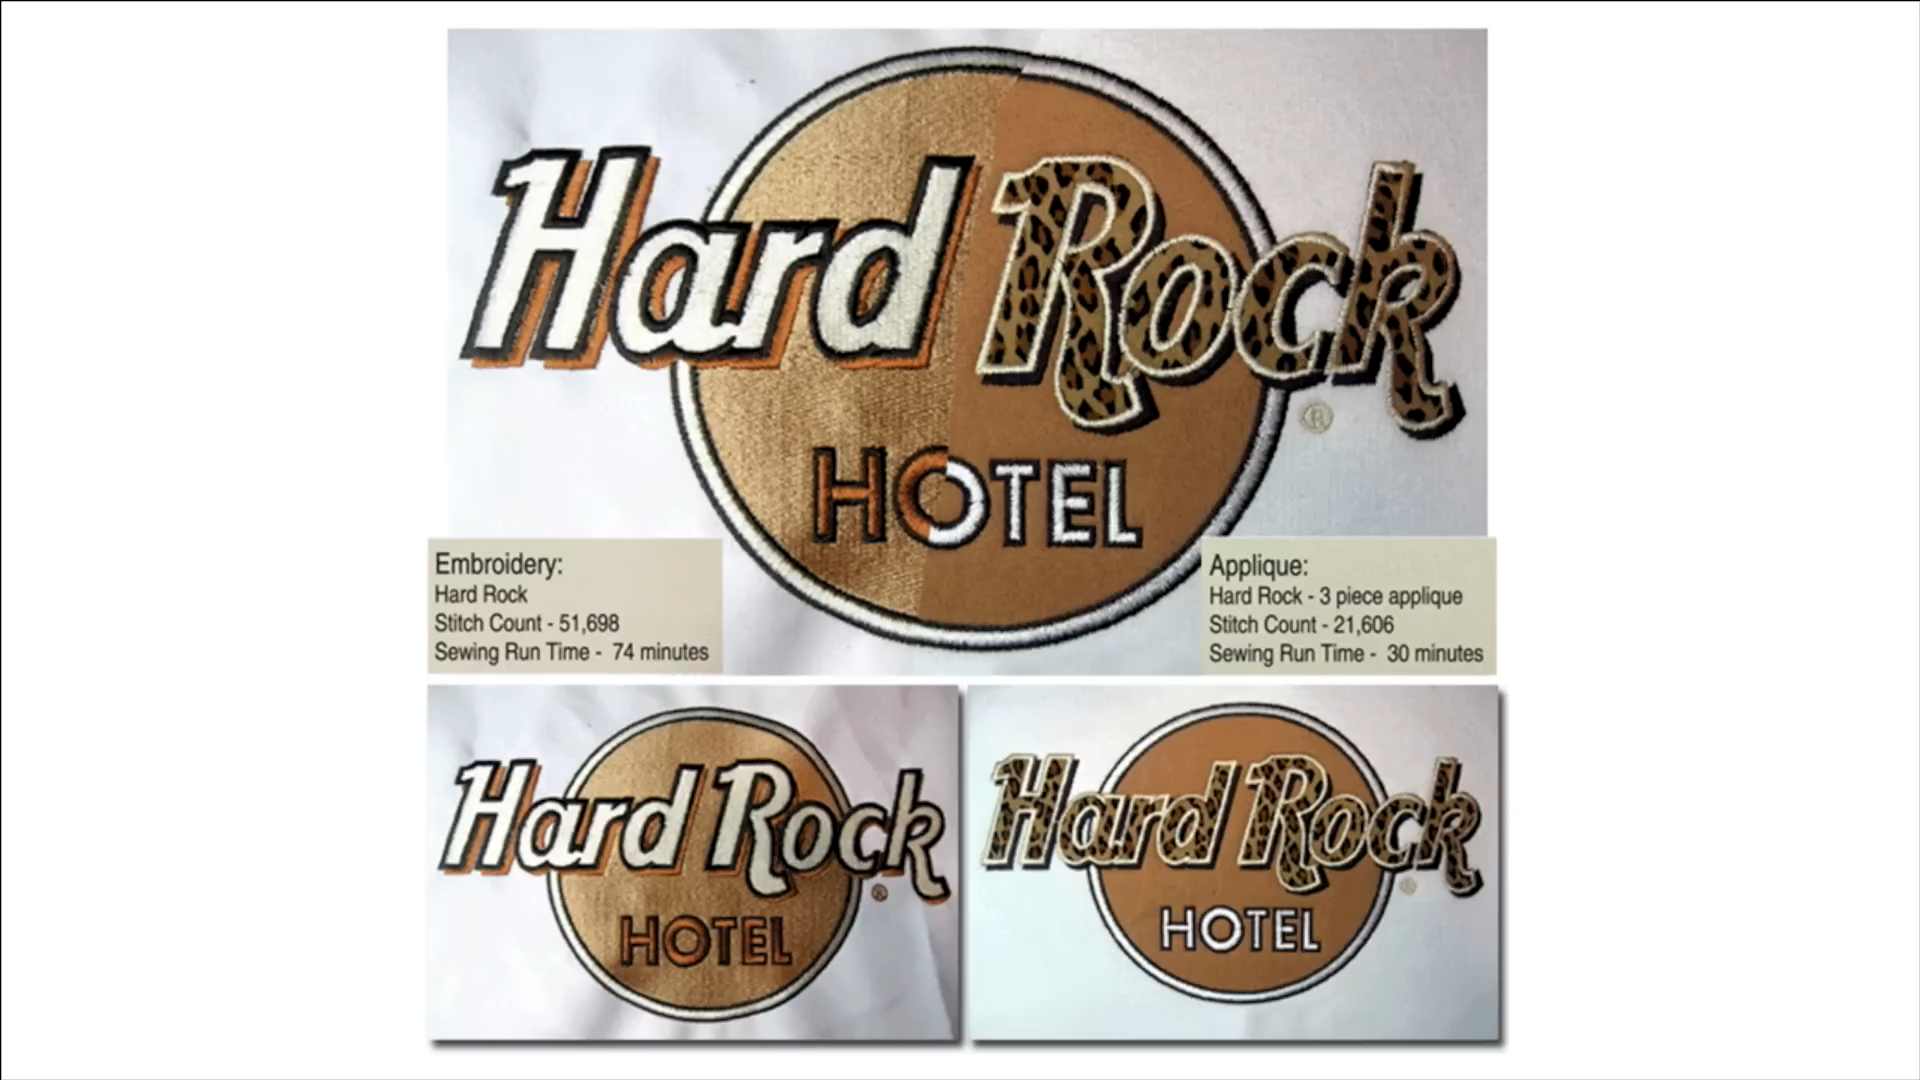 Hard Rock
®
HOTEL
Embroidery:
Hard Rock
Stitch Count - 51,698
Sewing Run Time - 74 minutes
Applique:
Hard Rock - 3 piece applique
Stitch Count - 21,606
Sewing Run Time - 30 minutes
Hard Rock
®
HOTEL
Hard Rock
®
HOTEL